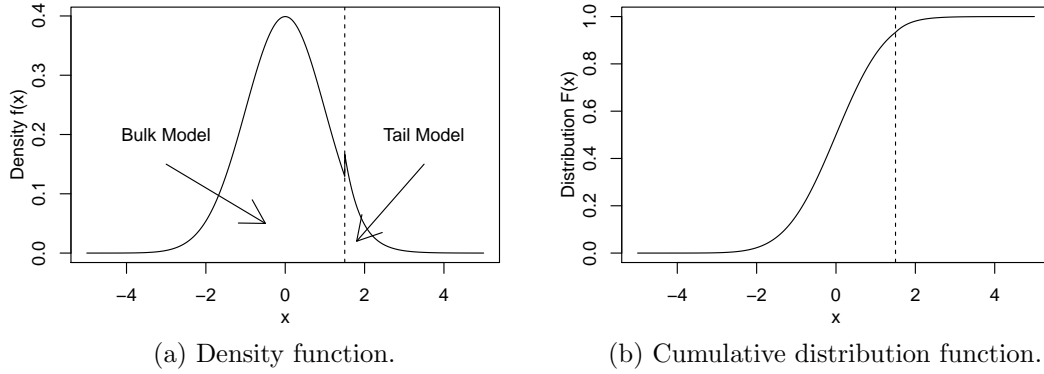 Density f(x)
0.0 0.1 0.2 0.3 0.4
Bulk Model
Tail Model
−4 −2 0 2 4
x
(a) Density function.
Distribution F(x)
0.0 0.2 0.4 0.6 0.8 1.0
−4 −2 0 2 4
x
(b) Cumulative distribution function.